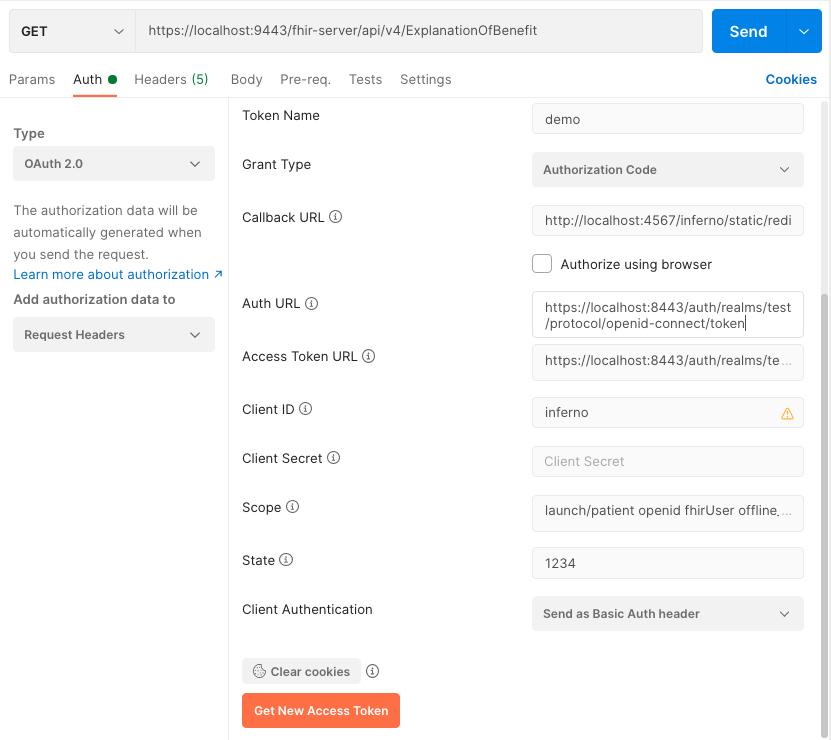 GET
https://localhost:9443/fhir-server/api/v4/ExplanationOfBenefit
Send
Params
Auth
Headers (5)
Body
Pre-req.
Tests
Settings
Cookies
Type
OAuth 2.0
The authorization data will be
automatically generated when
you send the request.
Learn more about authorization ↗
Add authorization data to
Request Headers
Token Name
demo
Grant Type
Authorization Code
Callback URL
http://localhost:4567/inferno/static/redi
Authorize using browser
Auth URL
https://localhost:8443/auth/realms/test
/protocol/openid-connect/token
Access Token URL
https://localhost:8443/auth/realms/te...
Client ID
inferno
Client Secret
Client Secret
Scope
launch/patient openid fhirUser offline_...
State
1234
Client Authentication
Send as Basic Auth header
Clear cookies
Get New Access Token